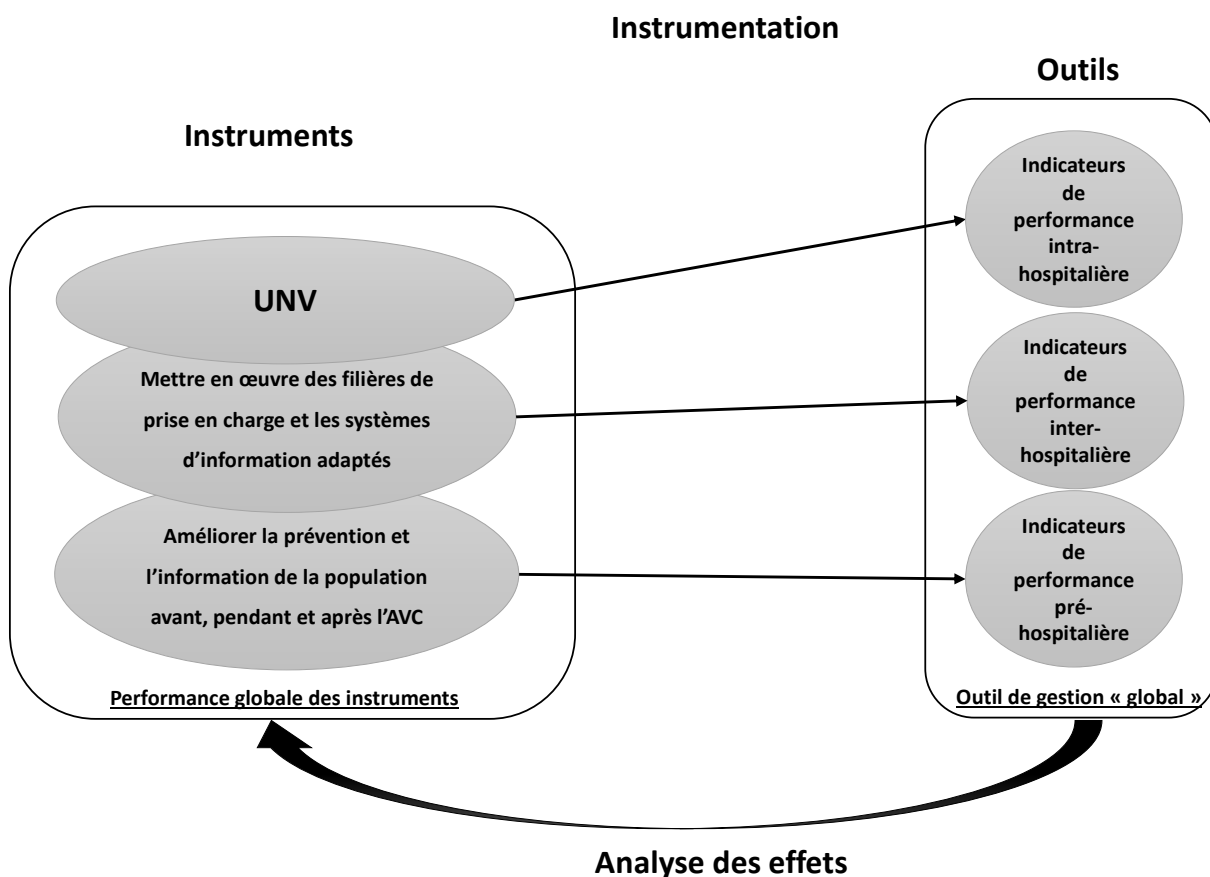 Instrumentation
Instruments
UNV
Mettre en œuvre des filières de
prise en charge et les systèmes
d’information adaptés
Améliorer la prévention et
l’information de la population
avant, pendant et après l’AVC
Performance globale des instruments
Outils
Indicateurs
de
performance
intra-
hospitalière
Indicateurs
de
performance
inter-
hospitalière
Indicateurs
de
performance
pré-
hospitalière
Outil de gestion « global »
Analyse des effets